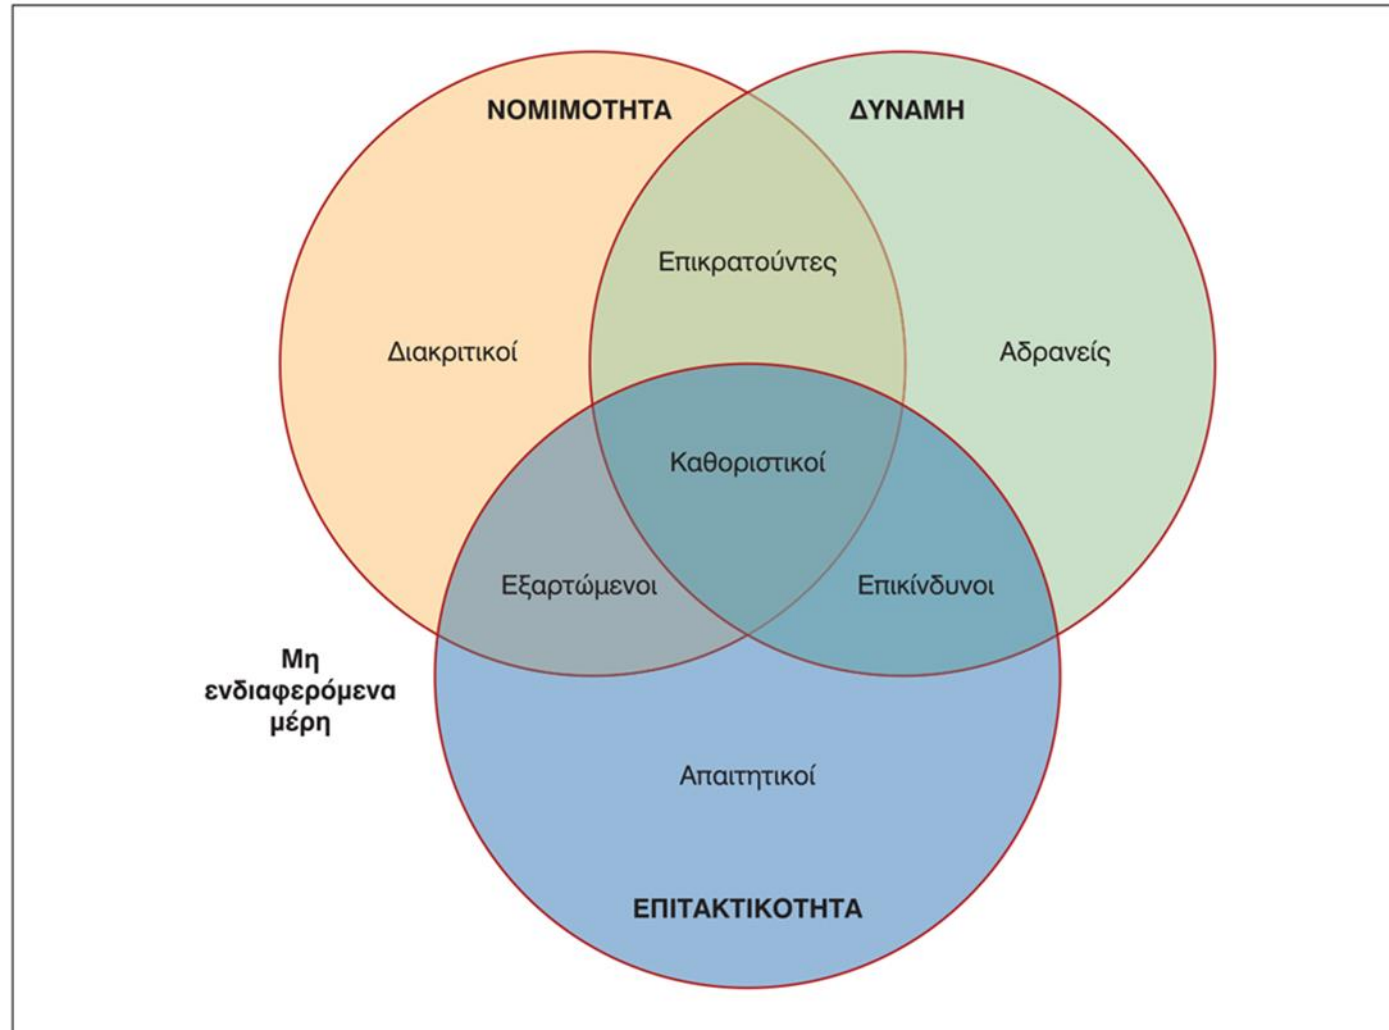 ΝΟΜΙΜΟΤΗΤΑ
ΔΥΝΑΜΗ
Επικρατούντες
Διακριτικοί
Αδρανείς
Καθοριστικοί
Εξαρτώμενοι
Επικίνδυνοι
Μη
ενδιαφερόμενα
μέρη
Απαιτητικοί
ΕΠΙΤΑΚΤΙΚΟΤΗΤΑ